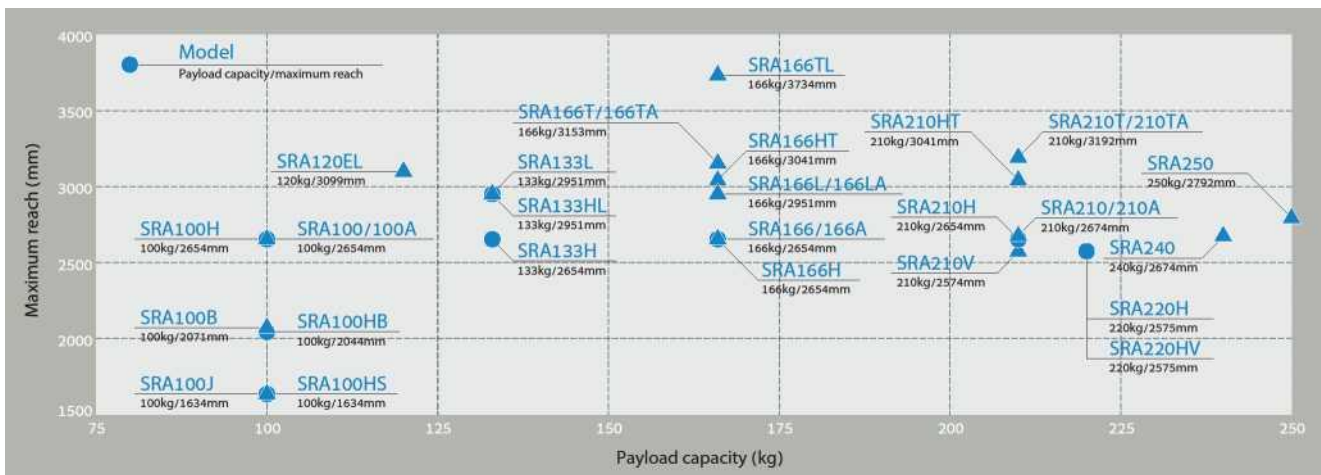 4000
Model
Payload capacity/maximum reach
SRA166TL
166kg/3734mm
3500
SRA166T/166TA
166kg/3153mm
SRA210HT
210kg/3041mm
SRA210T/210TA
210kg/3192mm
SRA166HT
166kg/3041mm
SRA120EL
120kg/3099mm
SRA133L
133kg/2951mm
SRA250
250kg/2792mm
3000
SRA166L/166LA
166kg/2951mm
SRA133HL
133kg/2951mm
SRA210H
210kg/2654mm
SRA210/210A
210kg/2674mm
SRA100H
100kg/2654mm
SRA100/100A
100kg/2654mm
SRA166/166A
166kg/2654mm
SRA133H
133kg/2654mm
SRA240
240kg/2674mm
2500
SRA166H
166kg/2654mm
SRA210V
210kg/2574mm
SRA100B
100kg/2071mm
SRA100HB
100kg/2044mm
SRA220H
220kg/2575mm
2000
SRA220HV
220kg/2575mm
SRA100J
100kg/1634mm
SRA100HS
100kg/1634mm
1500
Maximum reach (mm)
75 100 125 150 175 200 225 250
Payload capacity (kg)